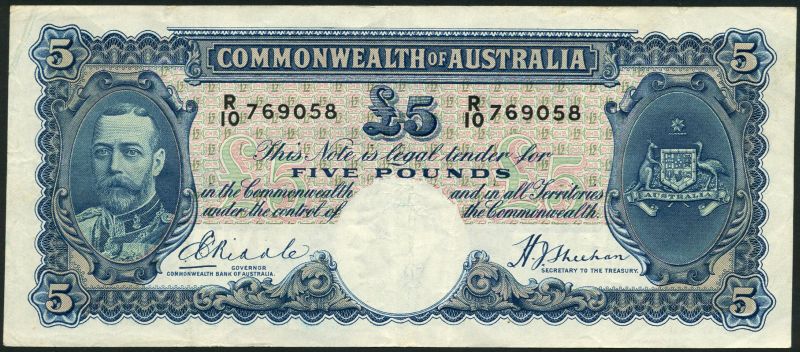 5 COMMONWEALTH OF AUSTRALIA 5
R/10 769058 £5 R/10 769058
This Note is legal tender for
FIVE POUNDS
in the Commonwealth and in all Territories
under the control of the Commonwealth.
AUSTRALIA
E C Riddle H J Sheehan
GOVERNOR SECRETARY TO THE TREASURY.
COMMONWEALTH BANK OF AUSTRALIA.
5 5